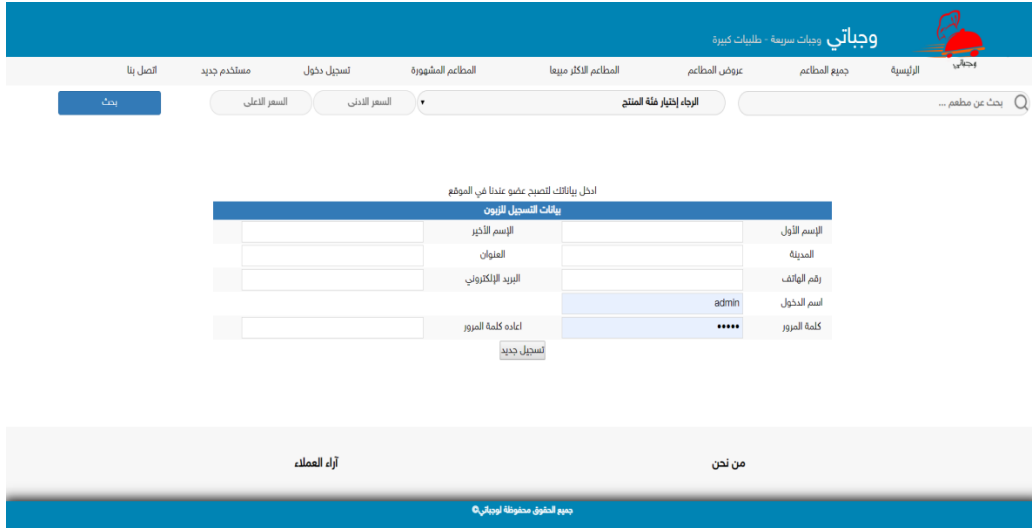 وجباتي وجبات سريعة - طلبيات كبيرة
وجباتي
الرئيسية جميع المطاعم عروض المطاعم المطاعم الاكثر مبيعا المطاعم المشهورة تسجيل دخول مستخدم جديد اتصل بنا
بحث عن مطعم ... الرجاء إختيار فئة المنتج السعر الادنى السعر الاعلى بحث
ادخل بياناتك لتصبح عضو عندنا في الموقع
بيانات التسجيل للزبون
الإسم الأول الإسم الأخير
المدينة العنوان
رقم الهاتف البريد الإلكتروني
اسم الدخول admin
كلمة المرور ••••• اعاده كلمة المرور
تسجيل جديد
من نحن آراء العملاء
جميع الحقوق محفوظة لوجباتي©